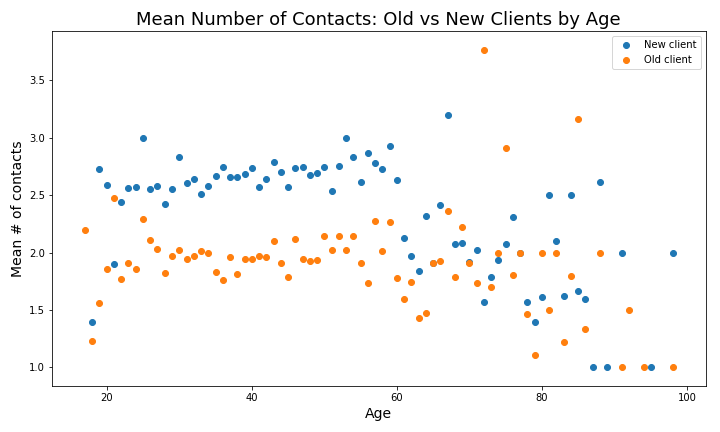 Mean Number of Contacts: Old vs New Clients by Age
New client
Old client
3.5
3.0
2.5
2.0
1.5
1.0
Mean # of contacts
20 40 60 80 100
Age